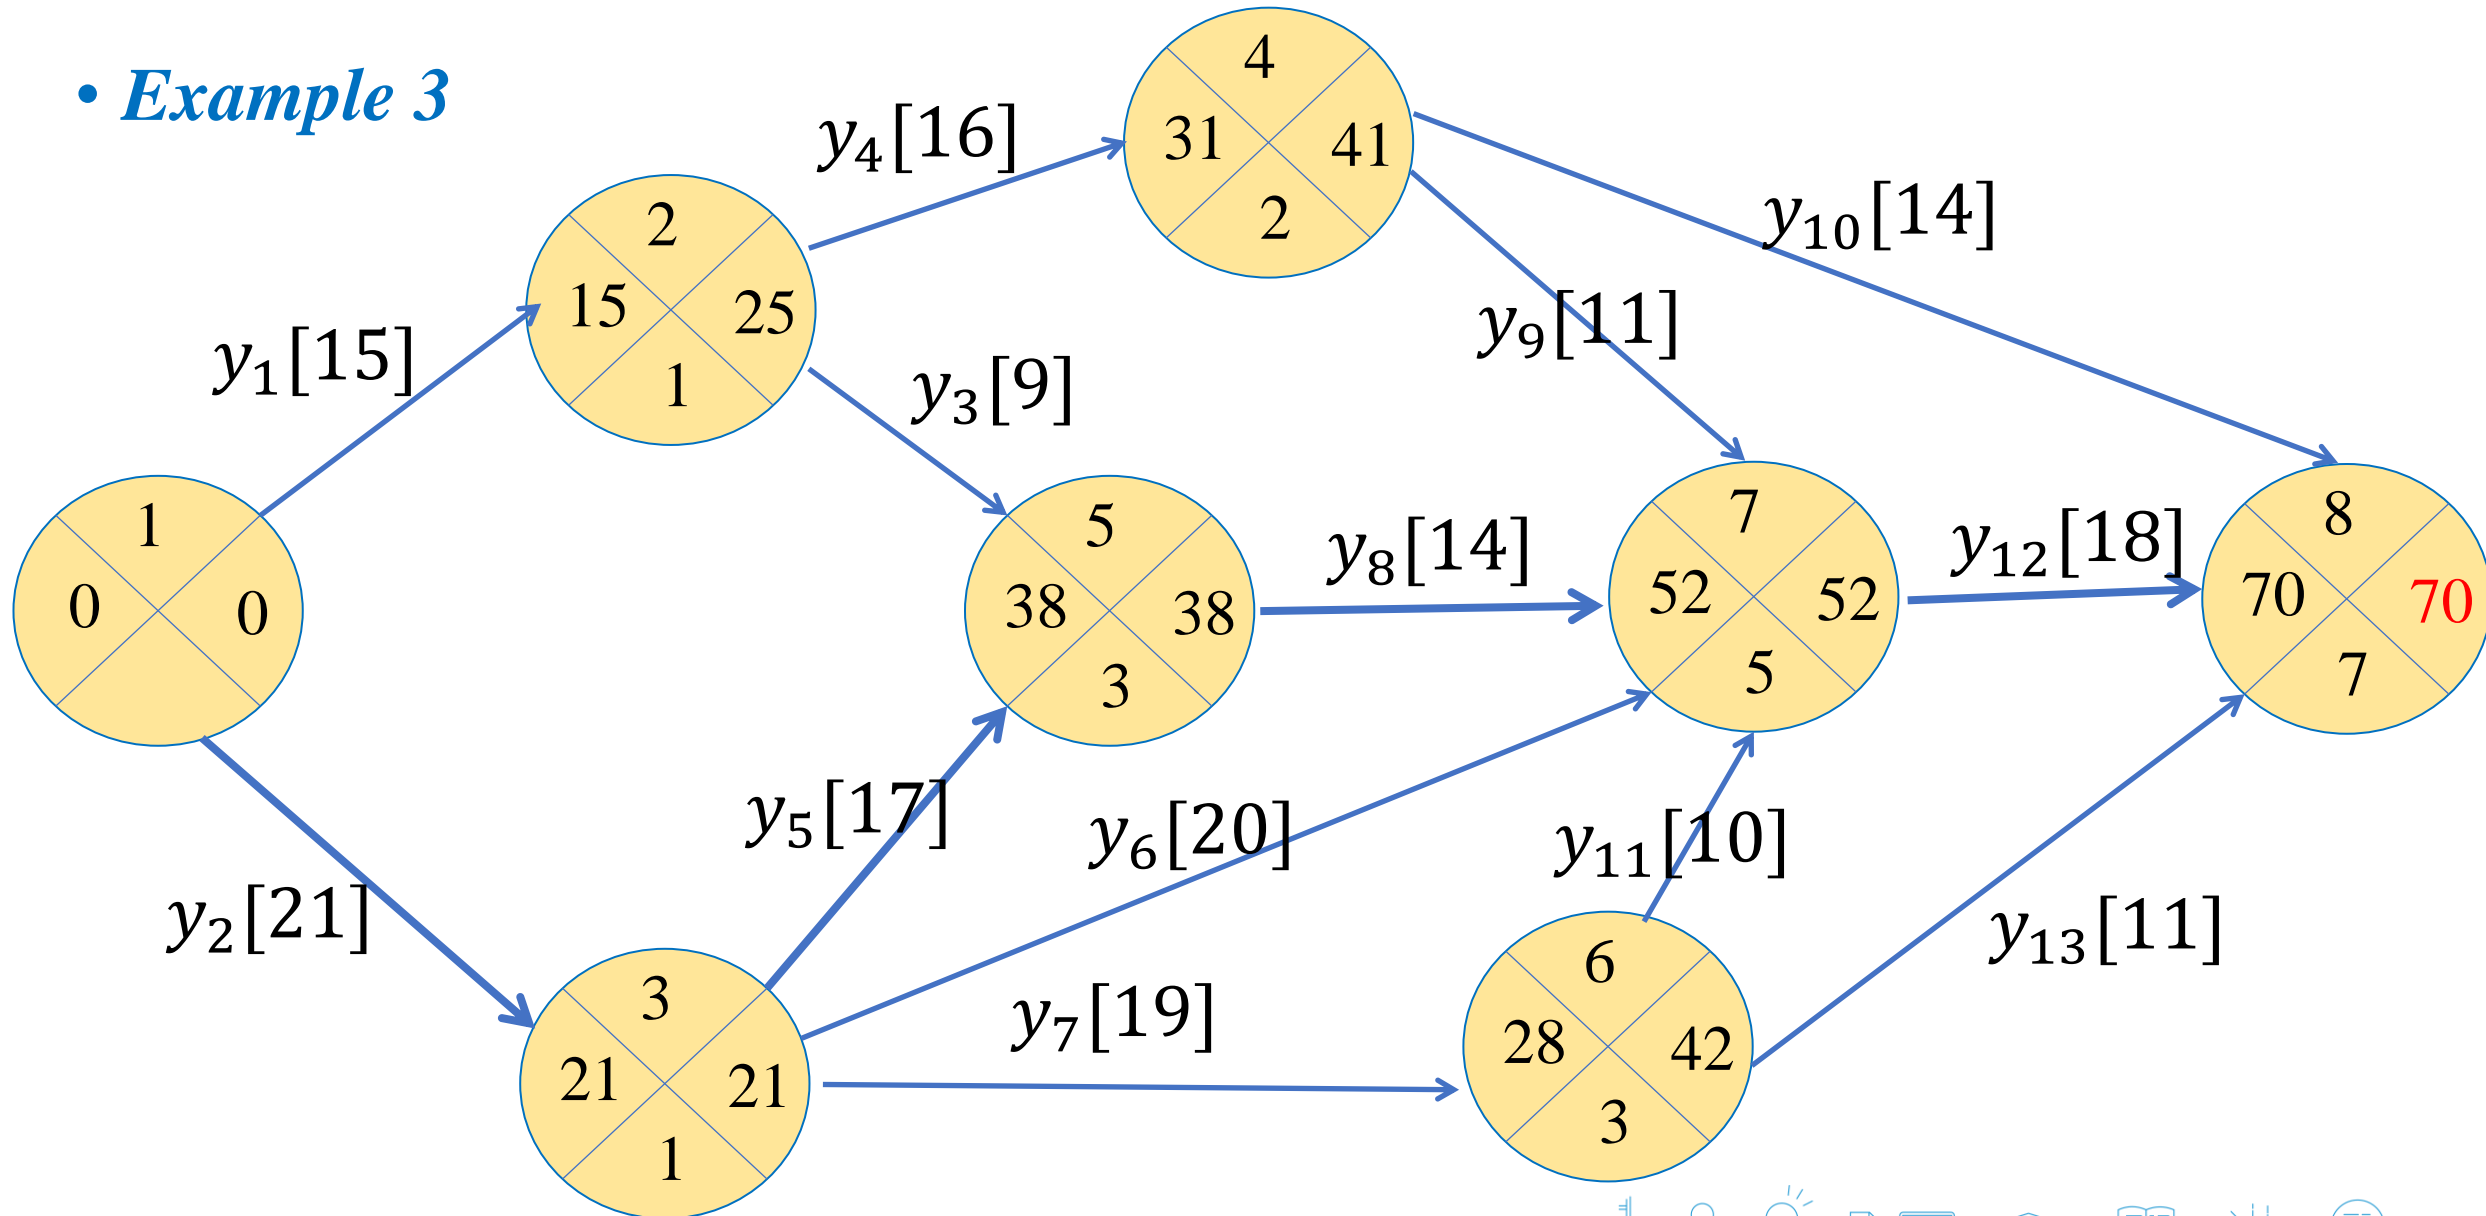 • Example 3
4
31 41
2
y₄[16]
2
15 25
1
y₁₀[14]
y₉[11]
y₁[15]
y₃[9]
1
0 0
5
38 38
3
y₈[14]
7
52 52
5
y₁₂[18]
8
70 70
7
y₅[17]
y₆[20]
y₁₁[10]
y₂[21]
y₁₃[11]
3
21 21
1
y₇[19]
6
28 42
3